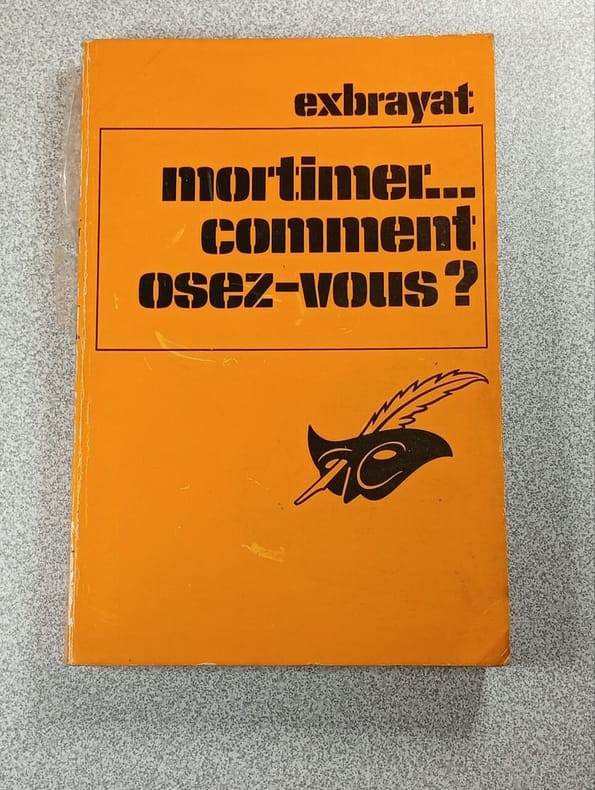 exbrayat
mortimer...
comment
osez-vous?